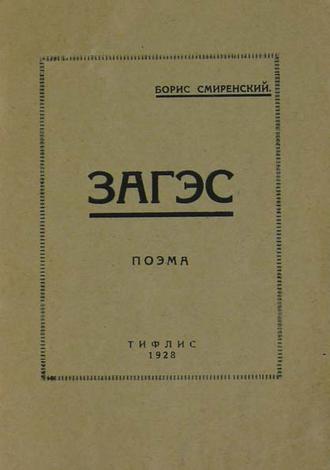 БОРИС СМИРЕНСКИЙ.
ЗАГЭС
ПОЭМА
ТИФЛИС
1928